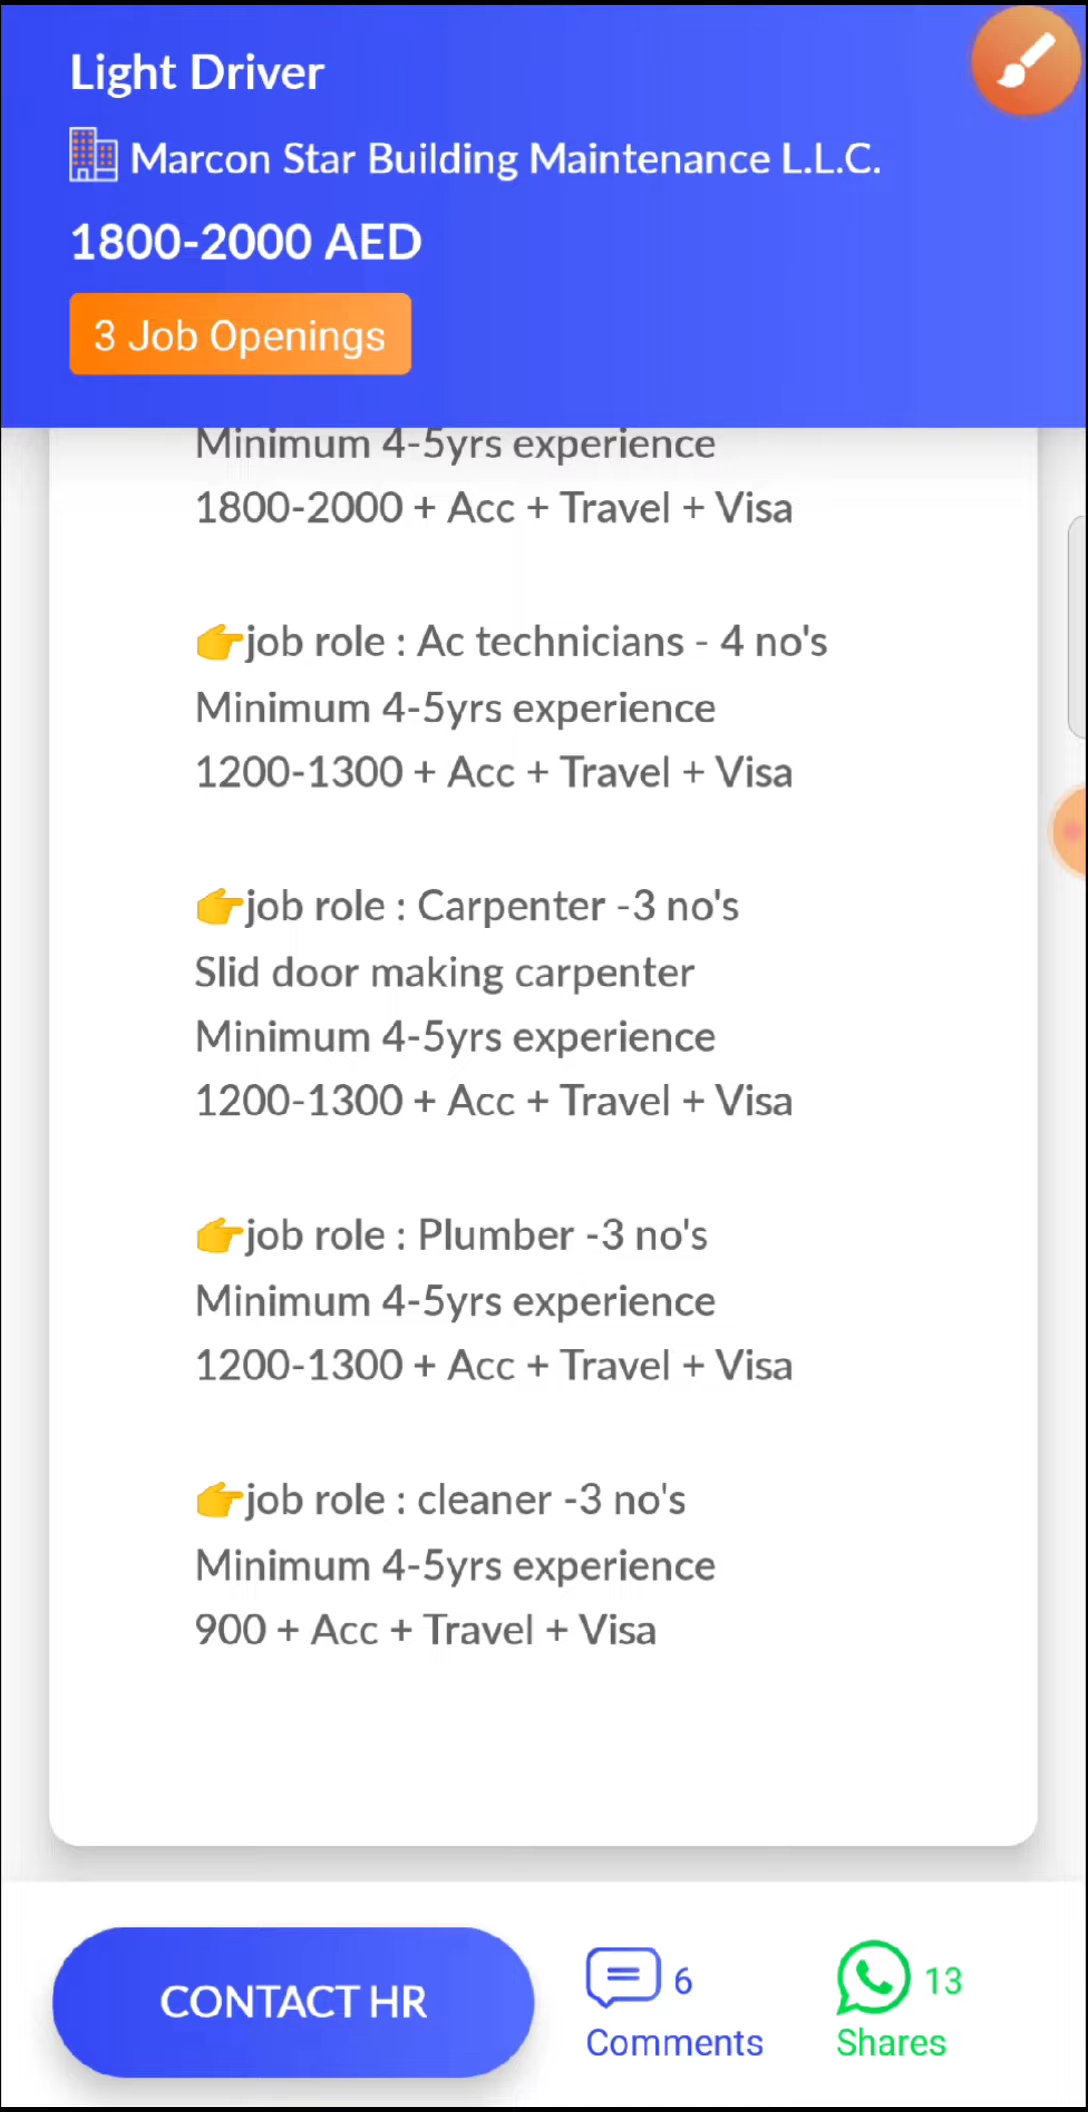 Light Driver
Marcon Star Building Maintenance L.L.C.
1800-2000 AED
3 Job Openings
Minimum 4-5yrs experience
1800-2000 + Acc + Travel + Visa
👉job role : Ac technicians - 4 no's
Minimum 4-5yrs experience
1200-1300 + Acc + Travel + Visa
👉job role : Carpenter -3 no's
Slid door making carpenter
Minimum 4-5yrs experience
1200-1300 + Acc + Travel + Visa
👉job role : Plumber -3 no's
Minimum 4-5yrs experience
1200-1300 + Acc + Travel + Visa
👉job role : cleaner -3 no's
Minimum 4-5yrs experience
900 + Acc + Travel + Visa
CONTACT HR
6
Comments
13
Shares